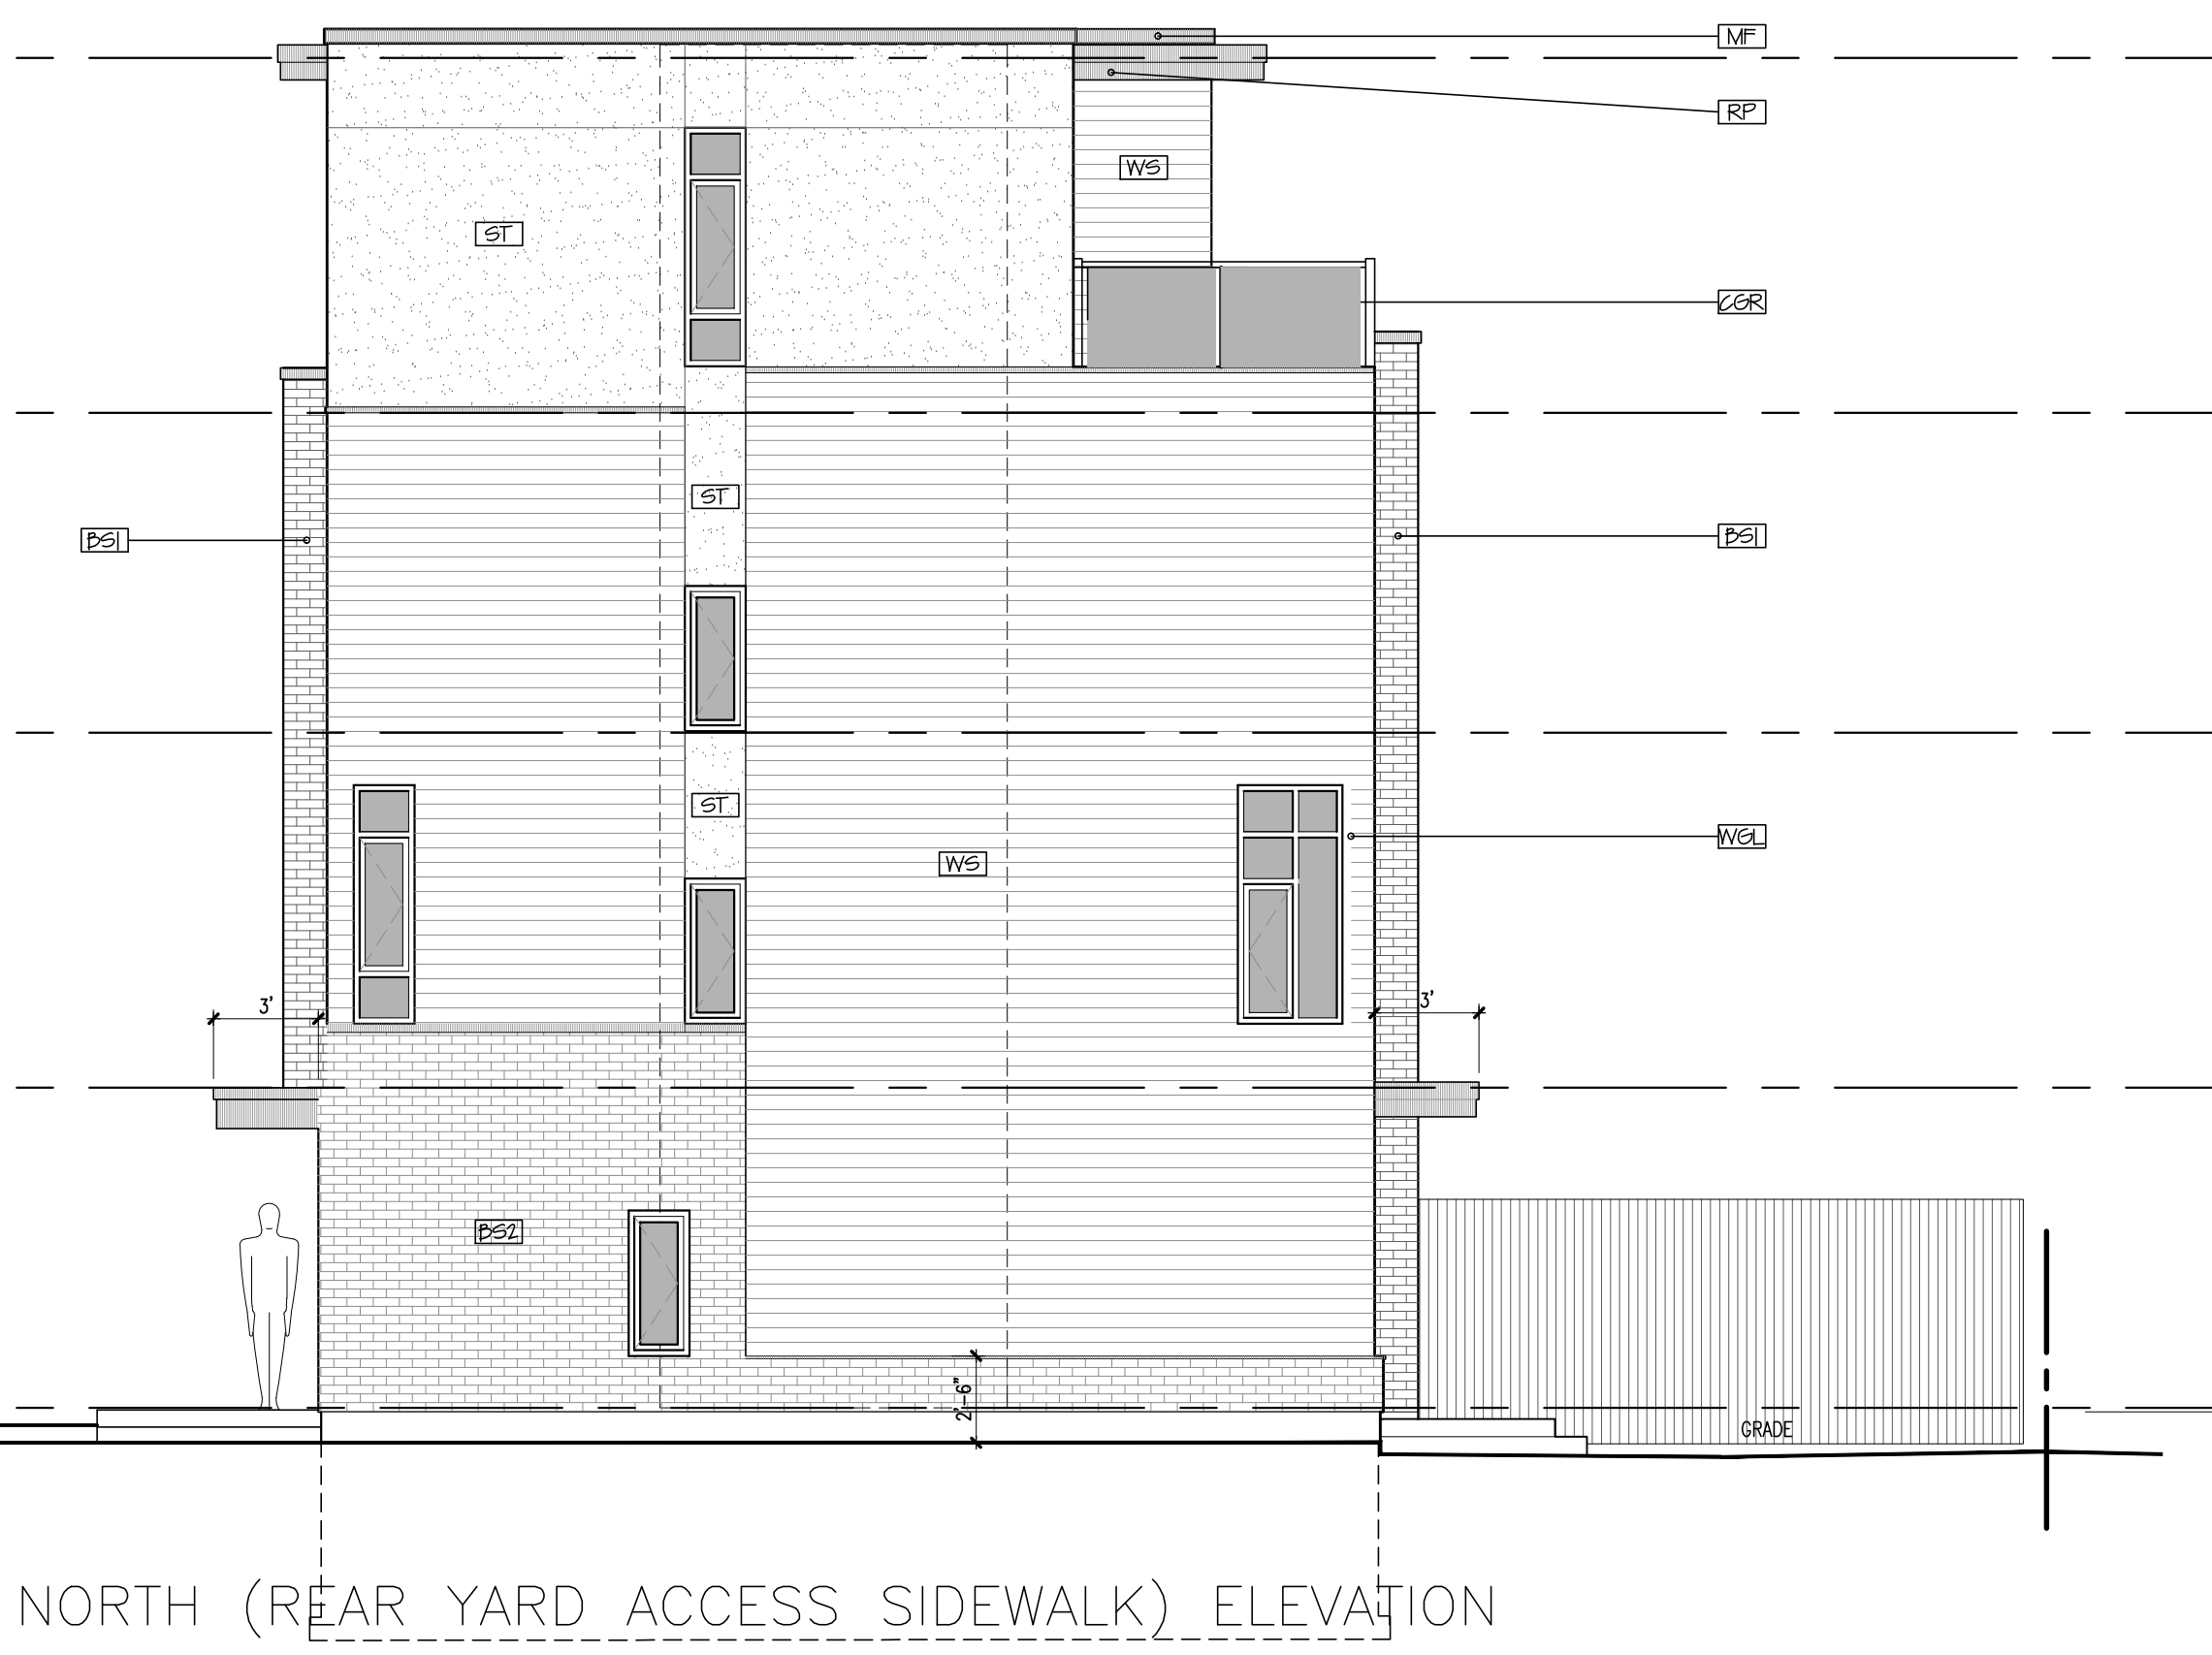 MF
RP
WS
ST
CGR
ST
BS1
BS1
ST
WGL
WS
3'
3'
BS2
2'-6"
GRADE
NORTH (REAR YARD ACCESS SIDEWALK) ELEVATION